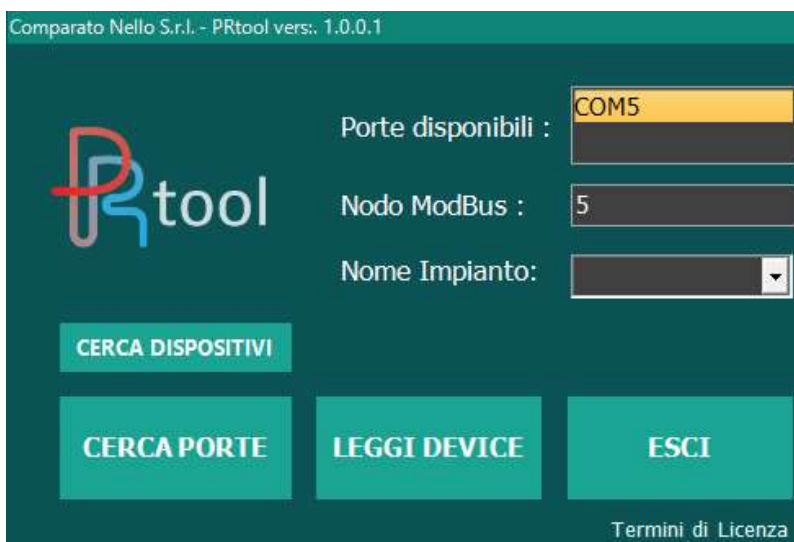 Comparato Nello S.r.l. - PRtool vers:. 1.0.0.1
Porte disponibili :
COM5
PRtool
Nodo ModBus :
5
Nome Impianto:
CERCA DISPOSITIVI
CERCA PORTE
LEGGI DEVICE
ESCI
Termini di Licenza